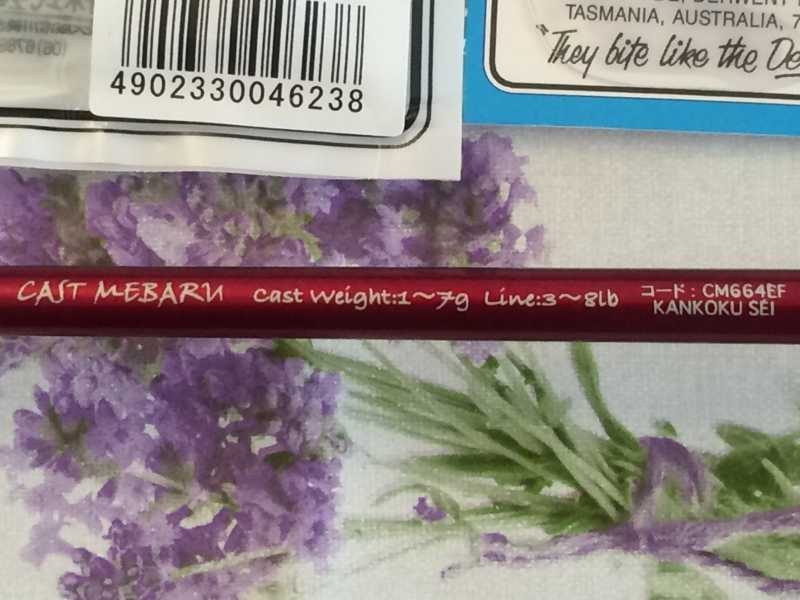 4902330046238
TASMANIA, AUSTRALIA, 7
"They bite like the De
CAST MEBARU Cast Weight:1~7g Line:3~8lb コード:CM664EF
KANKOKU SEI